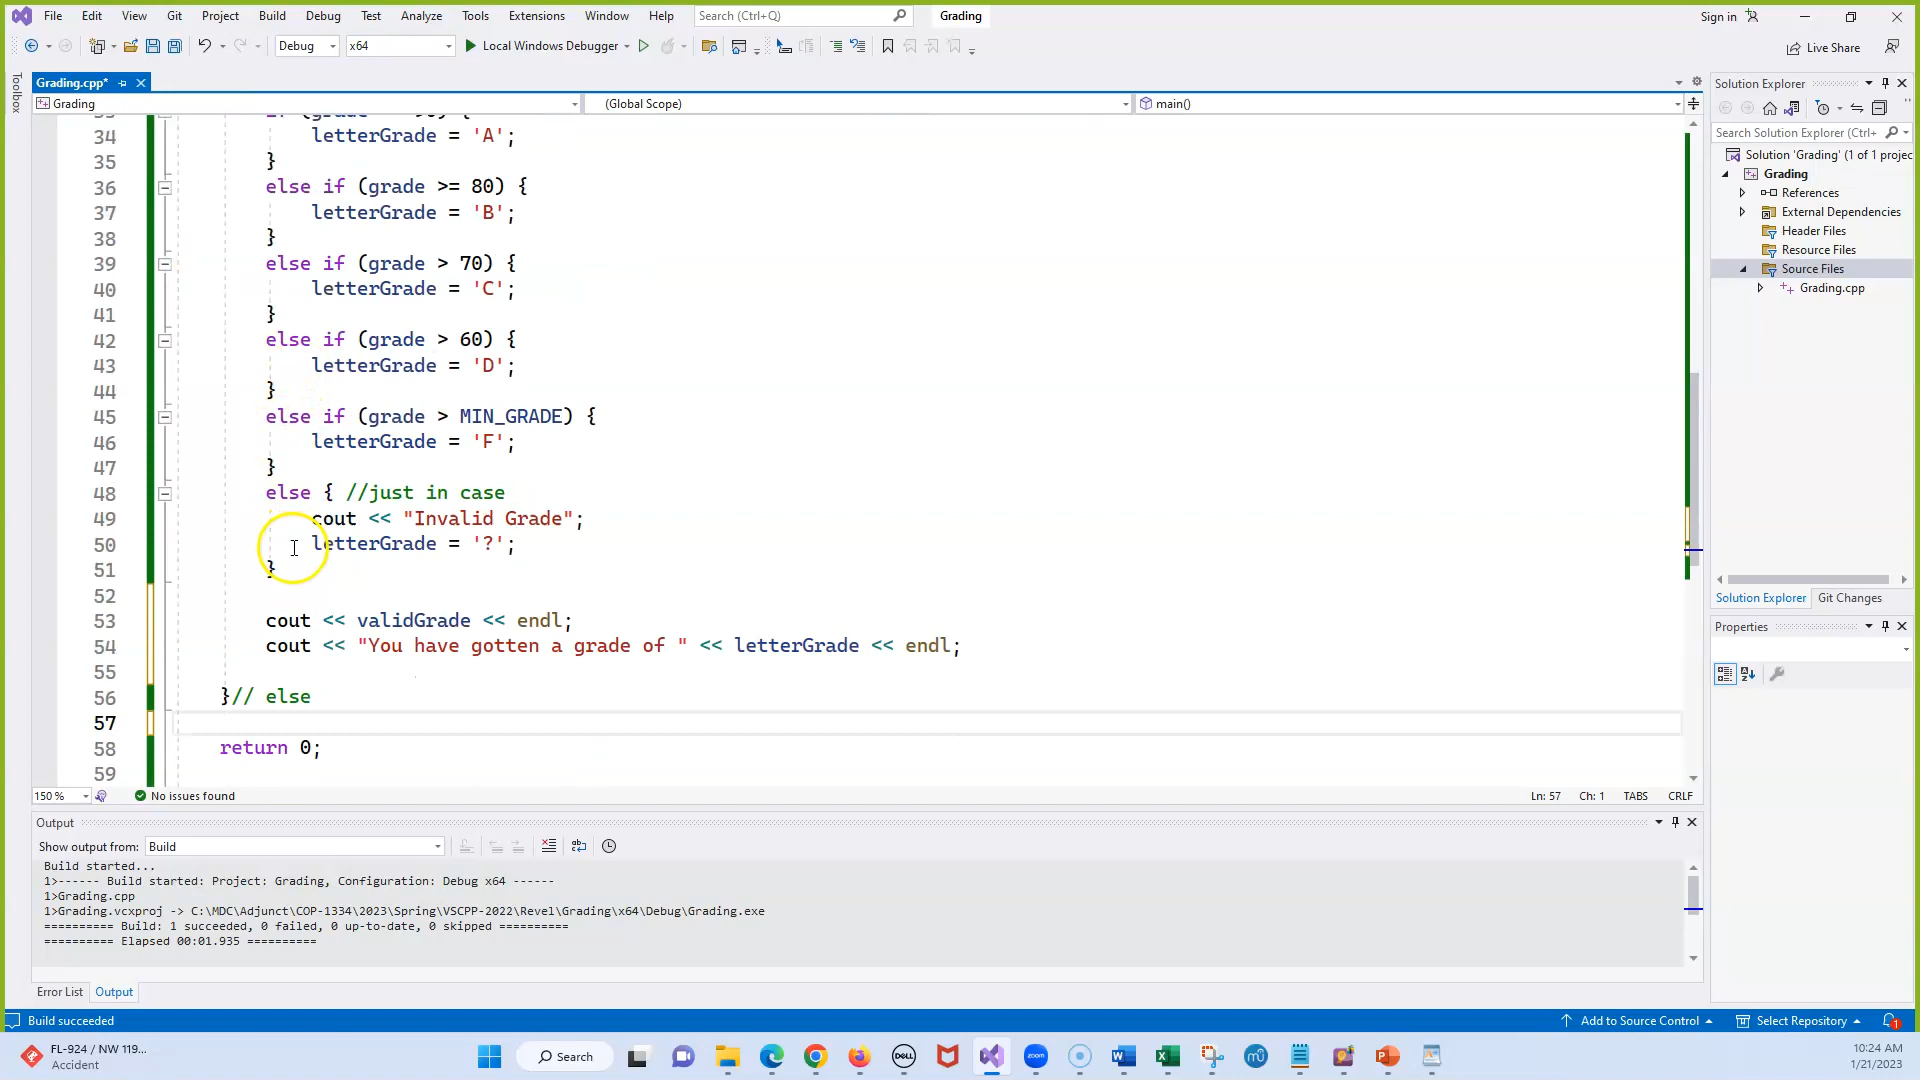 File Edit View Git Project Build Debug Test Analyze Tools Extensions Window Help Search (Ctrl+Q) Grading Sign in
Debug x64 Local Windows Debugger Live Share
Toolbox
Grading.cpp*
Grading (Global Scope) main()
34 letterGrade = 'A';
35 }
36 else if (grade >= 80) {
37 letterGrade = 'B';
38 }
39 else if (grade > 70) {
40 letterGrade = 'C';
41 }
42 else if (grade > 60) {
43 letterGrade = 'D';
44 }
45 else if (grade > MIN_GRADE) {
46 letterGrade = 'F';
47 }
48 else { //just in case
49 cout << "Invalid Grade";
50 letterGrade = '?';
51 }
52
53 cout << validGrade << endl;
54 cout << "You have gotten a grade of " << letterGrade << endl;
55
56 }// else
57
58 return 0;
59
150 % No issues found Ln: 57 Ch: 1 TABS CRLF
Output
Show output from: Build
Build started...
1>------ Build started: Project: Grading, Configuration: Debug x64 ------
1>Grading.cpp
1>Grading.vcxproj -> C:\MDC\Adjunct\COP-1334\2023\Spring\VSCPP-2022\Revel\Grading\x64\Debug\Grading.exe
========== Build: 1 succeeded, 0 failed, 0 up-to-date, 0 skipped ==========
========== Elapsed 00:01.935 ==========
Error List Output
Solution Explorer
Search Solution Explorer (Ctrl+
Solution 'Grading' (1 of 1 projec
Grading
References
External Dependencies
Header Files
Resource Files
Source Files
Grading.cpp
Solution Explorer Git Changes
Properties
Build succeeded Add to Source Control Select Repository 1
FL-924 / NW 119...
Accident
Search
DELL
zoom
10:24 AM
1/21/2023